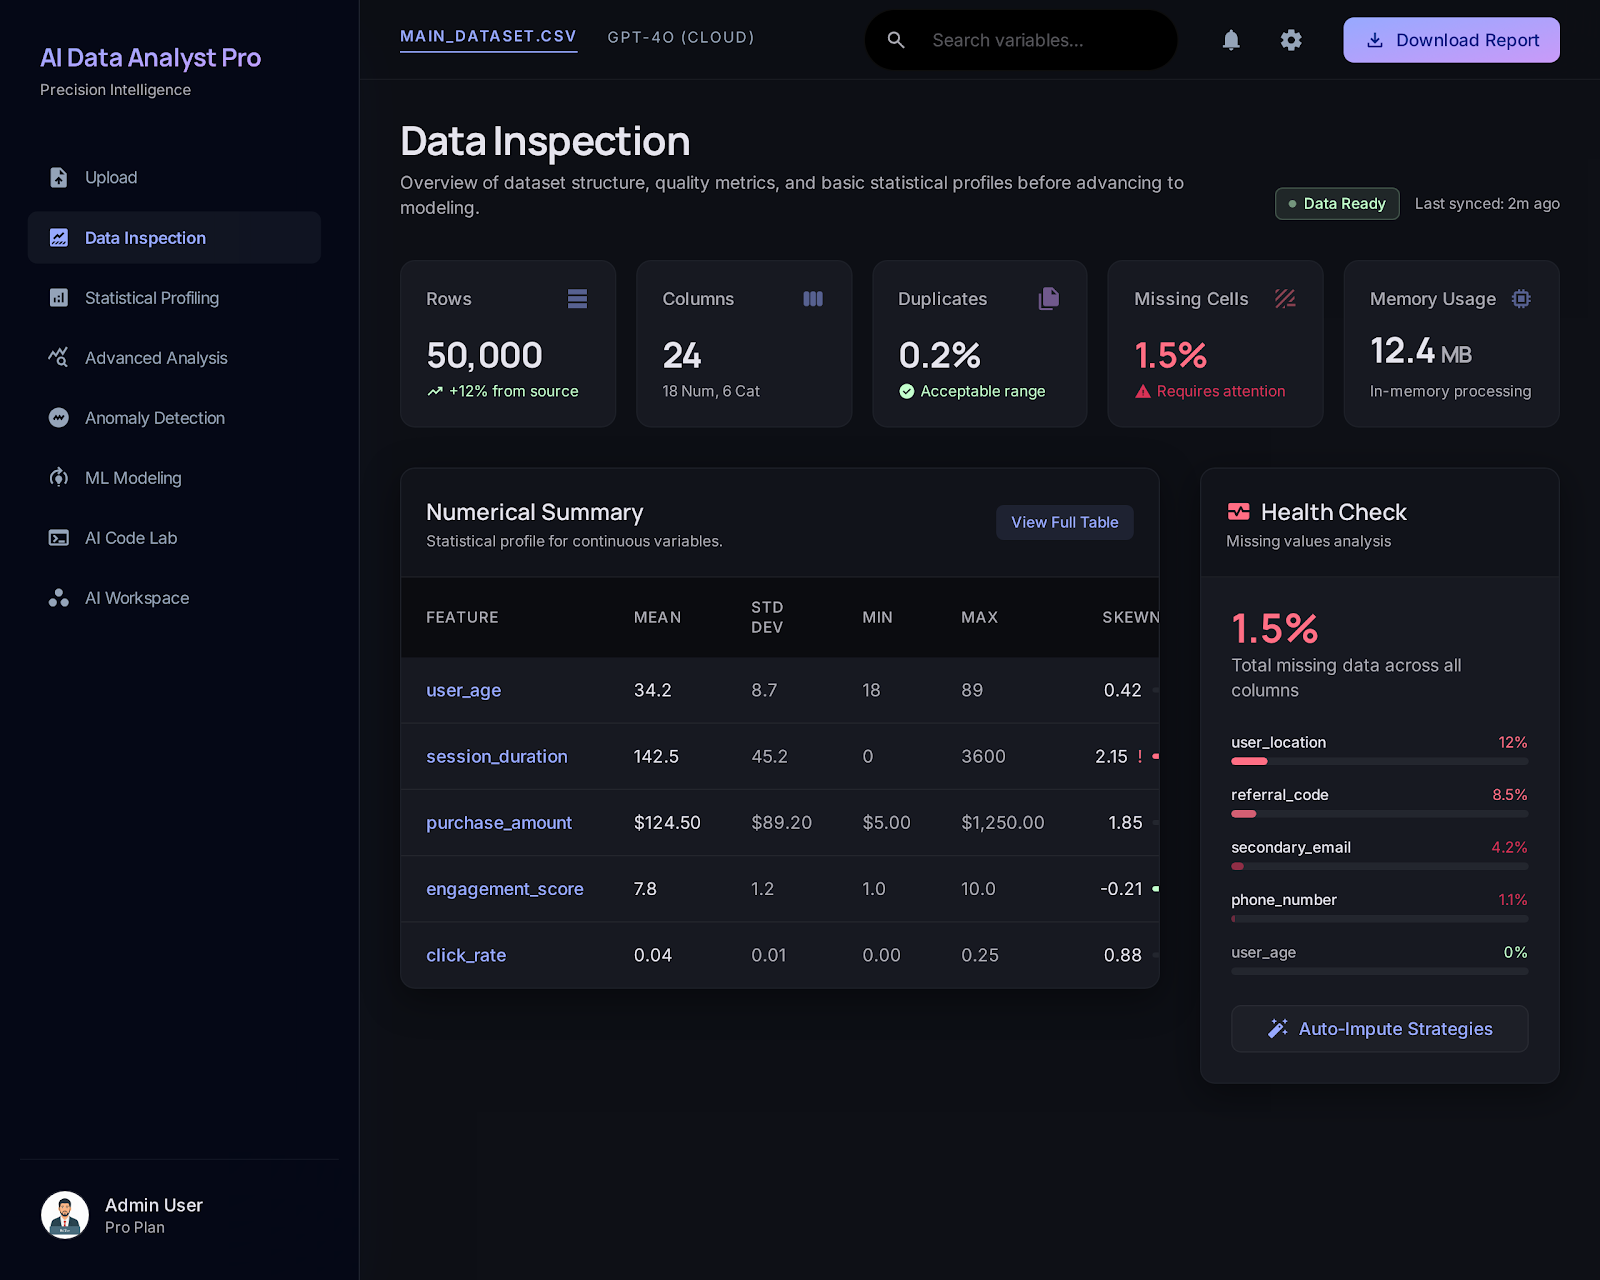 AI Data Analyst Pro
Precision Intelligence
Upload
Data Inspection
Statistical Profiling
Advanced Analysis
Anomaly Detection
ML Modeling
AI Code Lab
AI Workspace
Admin User
Pro Plan
MAIN_DATASET.CSV
GPT-4O (CLOUD)
Search variables...
Download Report
Data Inspection
Overview of dataset structure, quality metrics, and basic statistical profiles before advancing to
modeling.
Data Ready
Last synced: 2m ago
Rows
50,000
+12% from source
Columns
24
18 Num, 6 Cat
Duplicates
0.2%
Acceptable range
Missing Cells
1.5%
Requires attention
Memory Usage
12.4 MB
In-memory processing
Numerical Summary
Statistical profile for continuous variables.
View Full Table
FEATURE MEAN STD DEV MIN MAX SKEWN
user_age 34.2 8.7 18 89 0.42
session_duration 142.5 45.2 0 3600 2.15 !
purchase_amount $124.50 $89.20 $5.00 $1,250.00 1.85
engagement_score 7.8 1.2 1.0 10.0 -0.21
click_rate 0.04 0.01 0.00 0.25 0.88
Health Check
Missing values analysis
1.5%
Total missing data across all
columns
user_location 12%
referral_code 8.5%
secondary_email 4.2%
phone_number 1.1%
user_age 0%
Auto-Impute Strategies